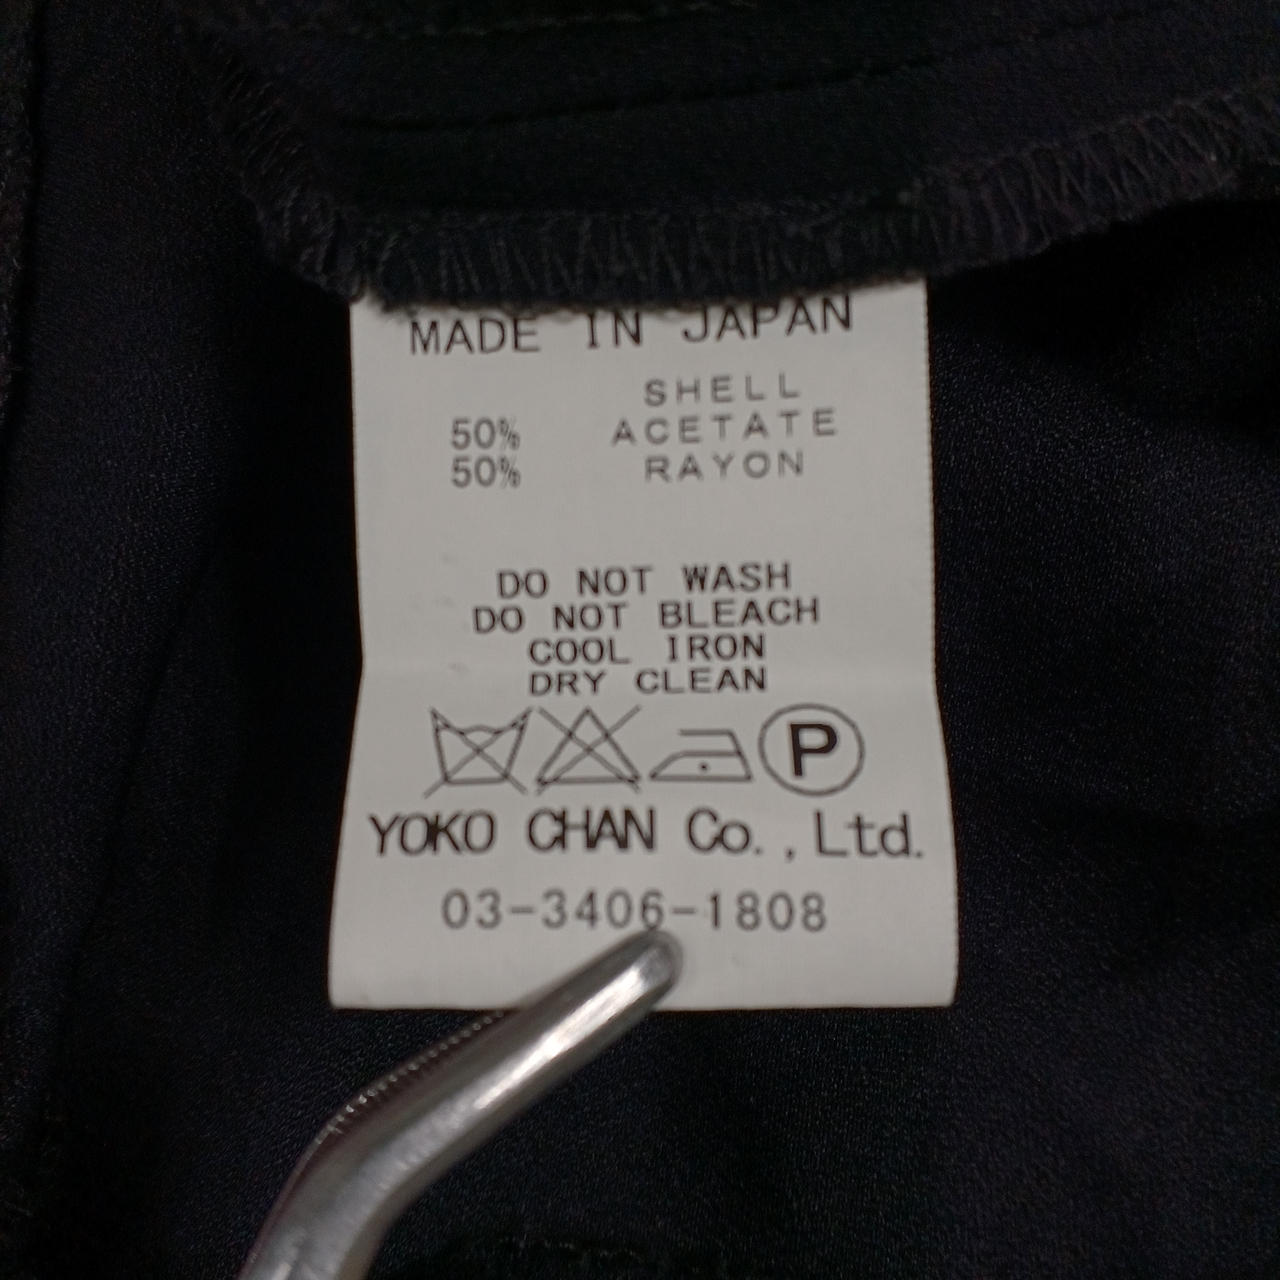 MADE IN JAPAN
SHELL
50% ACETATE
50% RAYON
DO NOT WASH
DO NOT BLEACH
COOL IRON
DRY CLEAN
P
YOKO CHAN Co., Ltd.
03-3406-1808